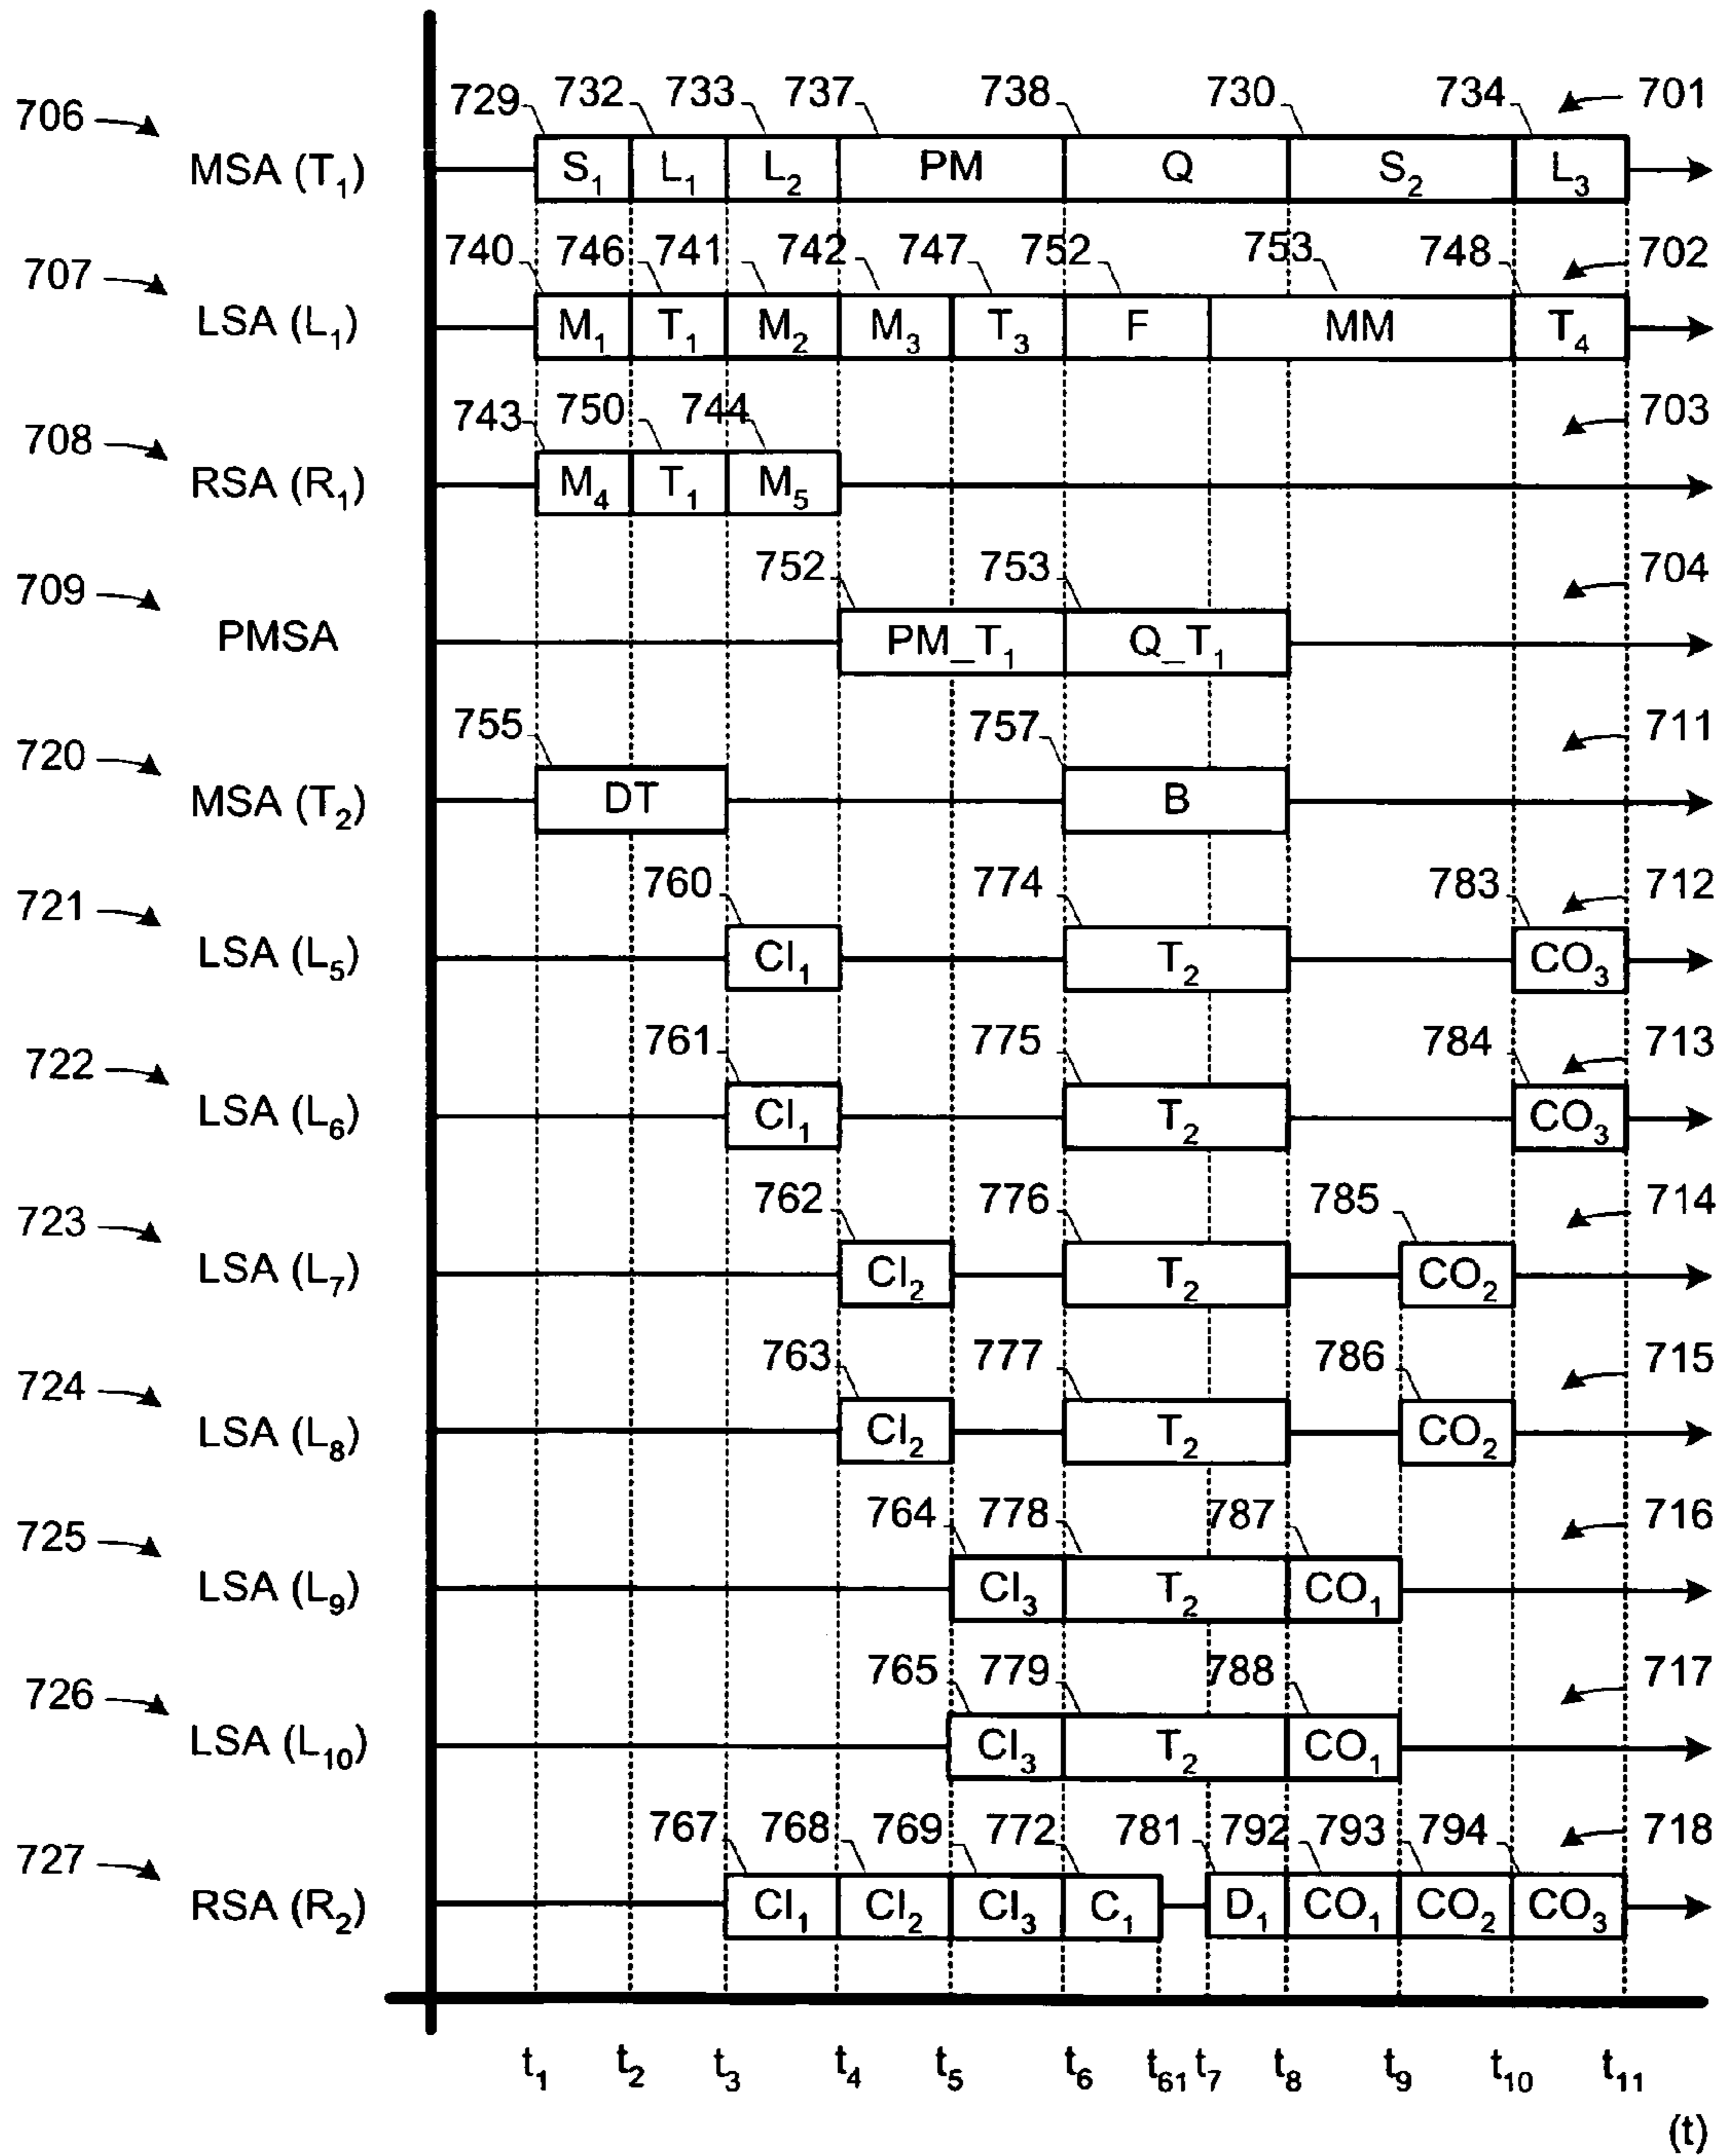 729 732 733 737 738 730 734 701
706 MSA (T₁) S₁ L₁ L₂ PM Q S₂ L₃
740 746 741 742 747 752 753 748 702
707 LSA (L₁) M₁ T₁ M₂ M₃ T₃ F MM T₄
743 750 744 703
708 RSA (R₁) M₄ T₁ M₅
752 753 704
709 PMSA PM_T₁ Q_T₁
755 757 711
720 MSA (T₂) DT B
760 774 783 712
721 LSA (L₅) CI₁ T₂ CO₃
761 775 784 713
722 LSA (L₆) CI₁ T₂ CO₃
762 776 785 714
723 LSA (L₇) CI₂ T₂ CO₂
763 777 786 715
724 LSA (L₈) CI₂ T₂ CO₂
764 778 787 716
725 LSA (L₉) CI₃ T₂ CO₁
765 779 788 717
726 LSA (L₁₀) CI₃ T₂ CO₁
767 768 769 772 781 792 793 794 718
727 RSA (R₂) CI₁ CI₂ CI₃ C₁ D₁ CO₁ CO₂ CO₃
t₁ t₂ t₃ t₄ t₅ t₆ t₆₁ t₇ t₈ t₉ t₁₀ t₁₁
(t)